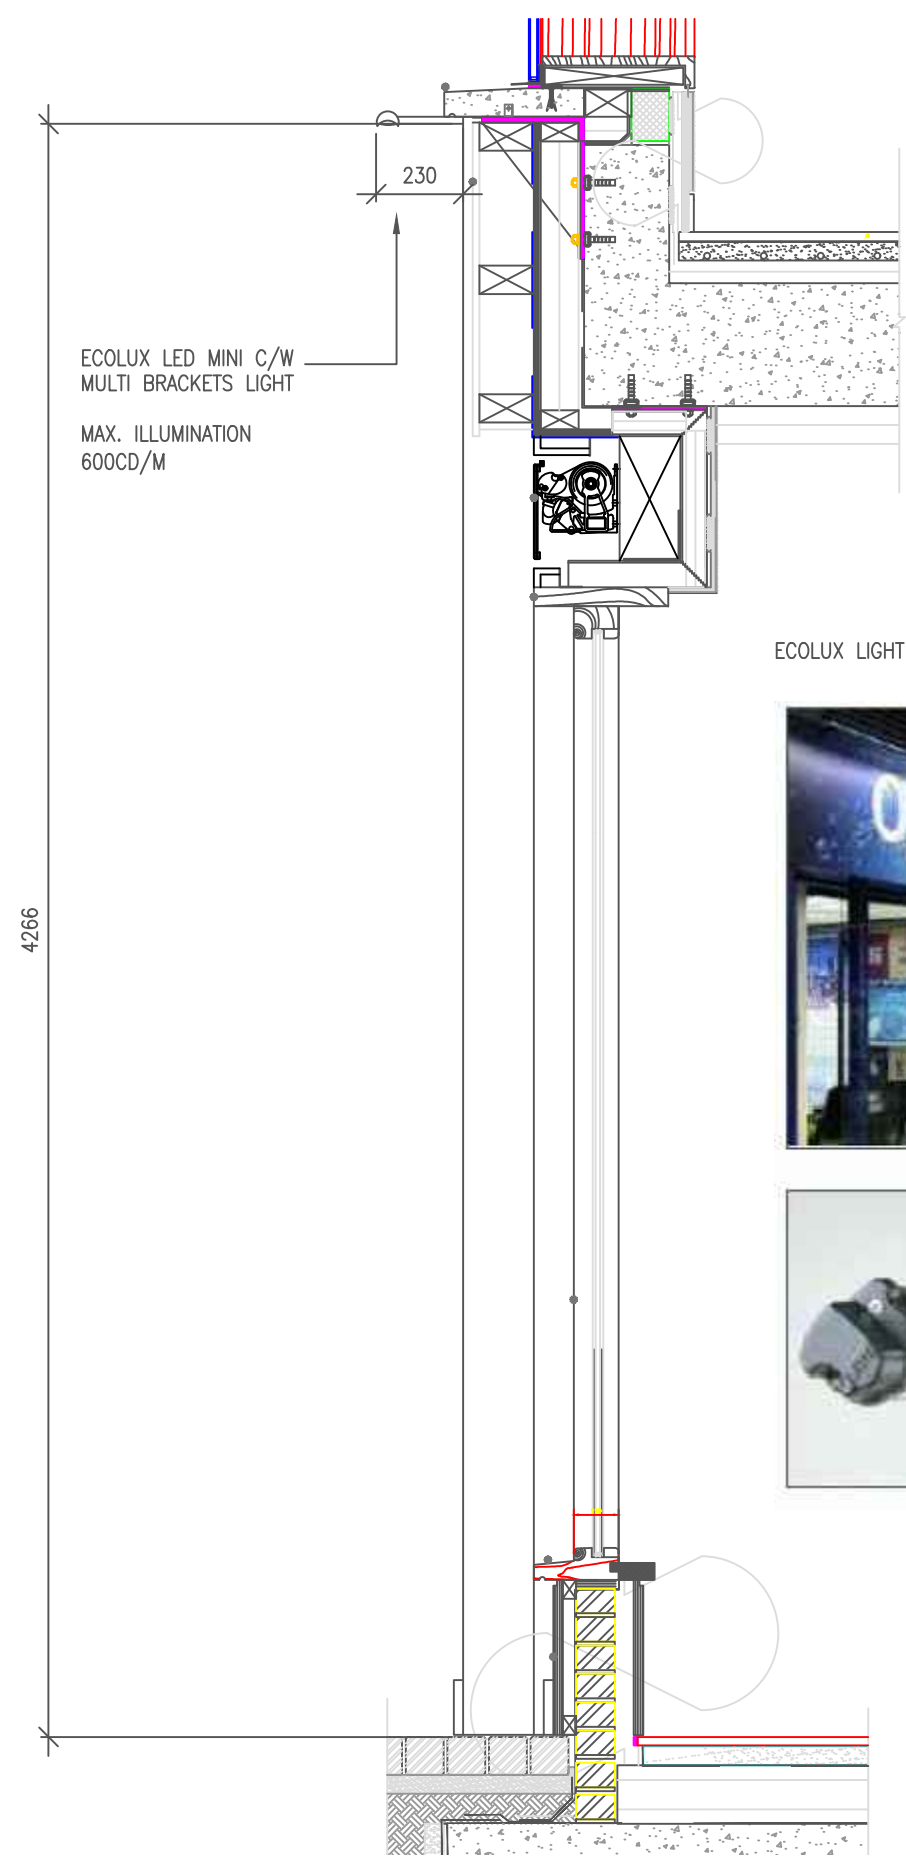 230
ECOLUX LED MINI C/W
MULTI BRACKETS LIGHT
MAX. ILLUMINATION
600CD/M
ECOLUX LIGHT
4266